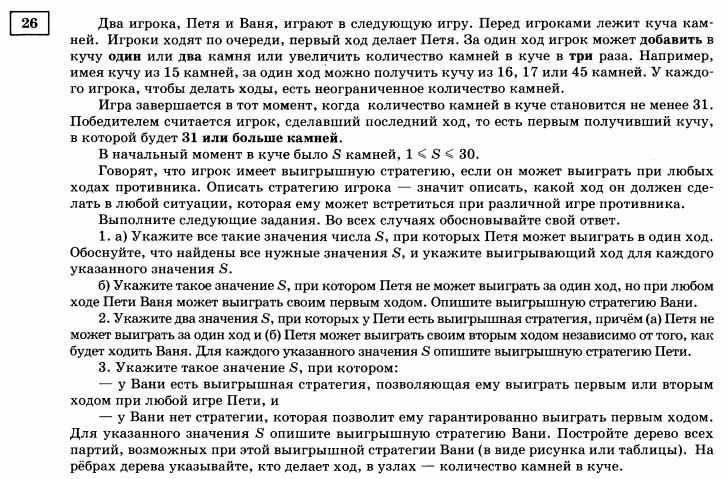 26
Два игрока, Петя и Ваня, играют в следующую игру. Перед игроками лежит куча кам-
ней. Игроки ходят по очереди, первый ход делает Петя. За один ход игрок может добавить в
кучу один или два камня или увеличить количество камней в куче в три раза. Например,
имея кучу из 15 камней, за один ход можно получить кучу из 16, 17 или 45 камней. У каждо-
го игрока, чтобы делать ходы, есть неограниченное количество камней.
Игра завершается в тот момент, когда количество камней в куче становится не менее 31.
Победителем считается игрок, сделавший последний ход, то есть первым получивший кучу,
в которой будет 31 или больше камней.
В начальный момент в куче было S камней, 1 ⩽ S ⩽ 30.
Говорят, что игрок имеет выигрышную стратегию, если он может выиграть при любых
ходах противника. Описать стратегию игрока — значит описать, какой ход он должен сде-
лать в любой ситуации, которая ему может встретиться при различной игре противника.
Выполните следующие задания. Во всех случаях обосновывайте свой ответ.
1. а) Укажите все такие значения числа S, при которых Петя может выиграть в один ход.
Обоснуйте, что найдены все нужные значения S, и укажите выигрывающий ход для каждого
указанного значения S.
б) Укажите такое значение S, при котором Петя не может выиграть за один ход, но при любом
ходе Пети Ваня может выиграть своим первым ходом. Опишите выигрышную стратегию Вани.
2. Укажите два значения S, при которых у Пети есть выигрышная стратегия, причём (а) Петя не
может выиграть за один ход и (б) Петя может выиграть своим вторым ходом независимо от того, как
будет ходить Ваня. Для каждого указанного значения S опишите выигрышную стратегию Пети.
3. Укажите такое значение S, при котором:
— у Вани есть выигрышная стратегия, позволяющая ему выиграть первым или вторым
ходом при любой игре Пети, и
— у Вани нет стратегии, которая позволит ему гарантированно выиграть первым ходом.
Для указанного значения S опишите выигрышную стратегию Вани. Постройте дерево всех
партий, возможных при этой выигрышной стратегии Вани (в виде рисунка или таблицы). На
рёбрах дерева указывайте, кто делает ход, в узлах — количество камней в куче.